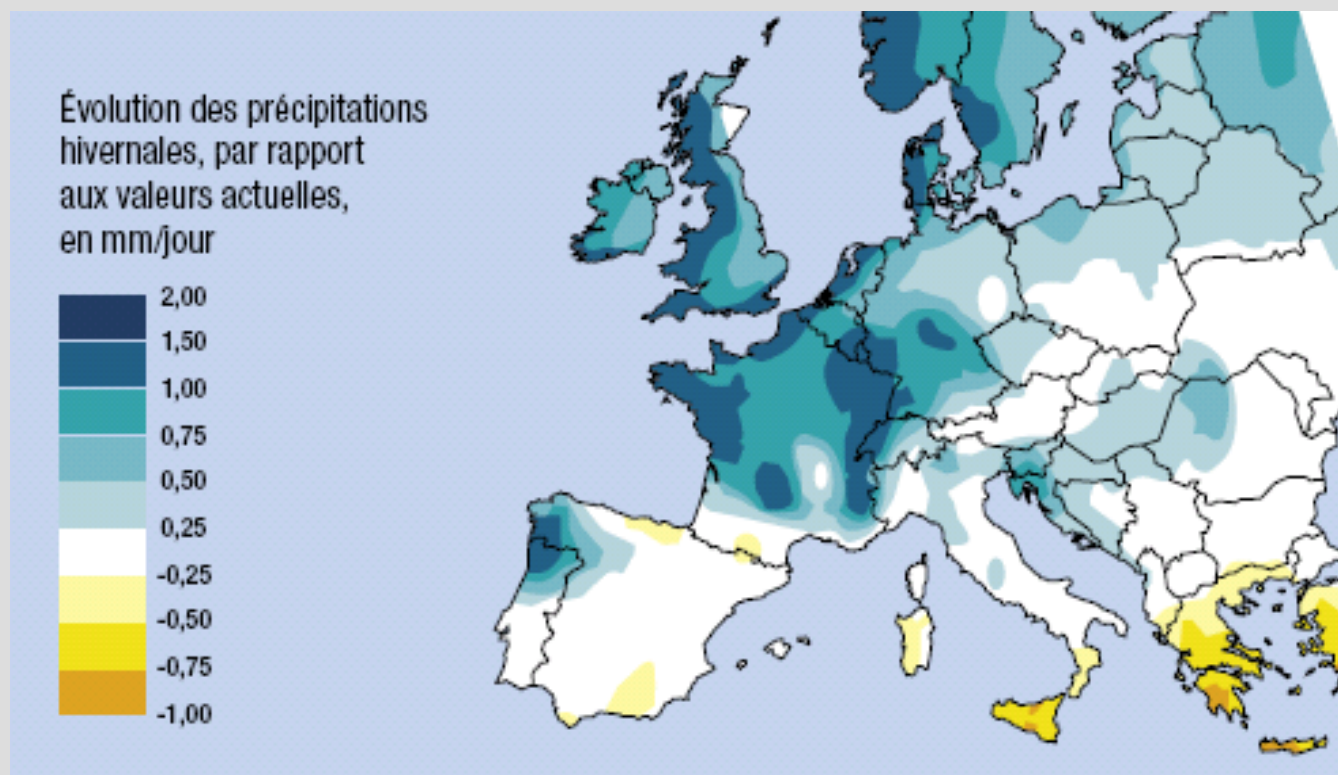 Évolution des précipitations
hivernales, par rapport
aux valeurs actuelles,
en mm/jour
2,00
1,50
1,00
0,75
0,50
0,25
-0,25
-0,50
-0,75
-1,00